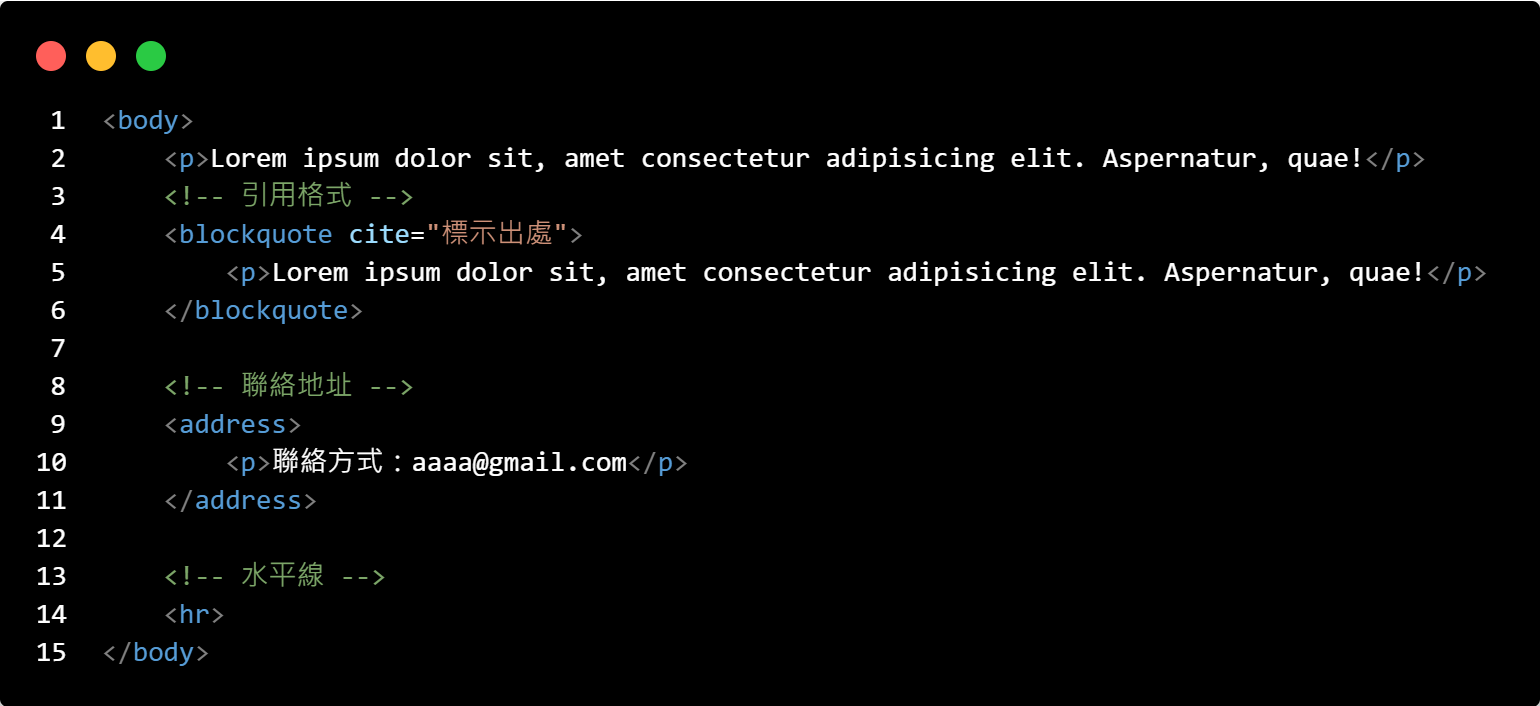 1 <body>
2     <p>Lorem ipsum dolor sit, amet consectetur adipisicing elit. Aspernatur, quae!</p>
3     <!-- 引用格式 -->
4     <blockquote cite="標示出處">
5         <p>Lorem ipsum dolor sit, amet consectetur adipisicing elit. Aspernatur, quae!</p>
6     </blockquote>
7
8     <!-- 聯絡地址 -->
9     <address>
10         <p>聯絡方式：aaaa@gmail.com</p>
11     </address>
12
13     <!-- 水平線 -->
14     <hr>
15 </body>